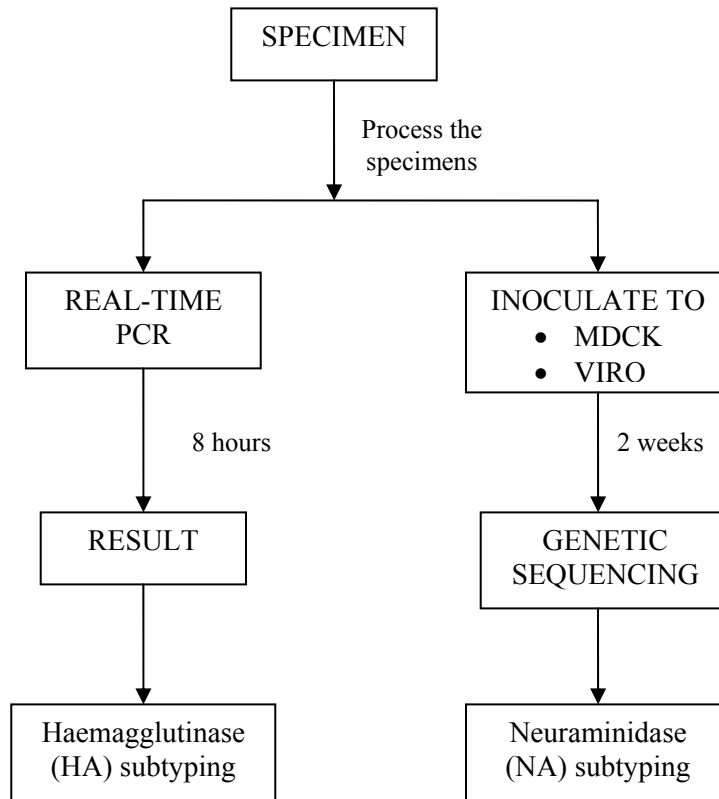 SPECIMEN
Process the
specimens
REAL-TIME
PCR
INOCULATE TO
• MDCK
• VIRO
8 hours
2 weeks
RESULT
GENETIC
SEQUENCING
Haemagglutinase
(HA) subtyping
Neuraminidase
(NA) subtyping